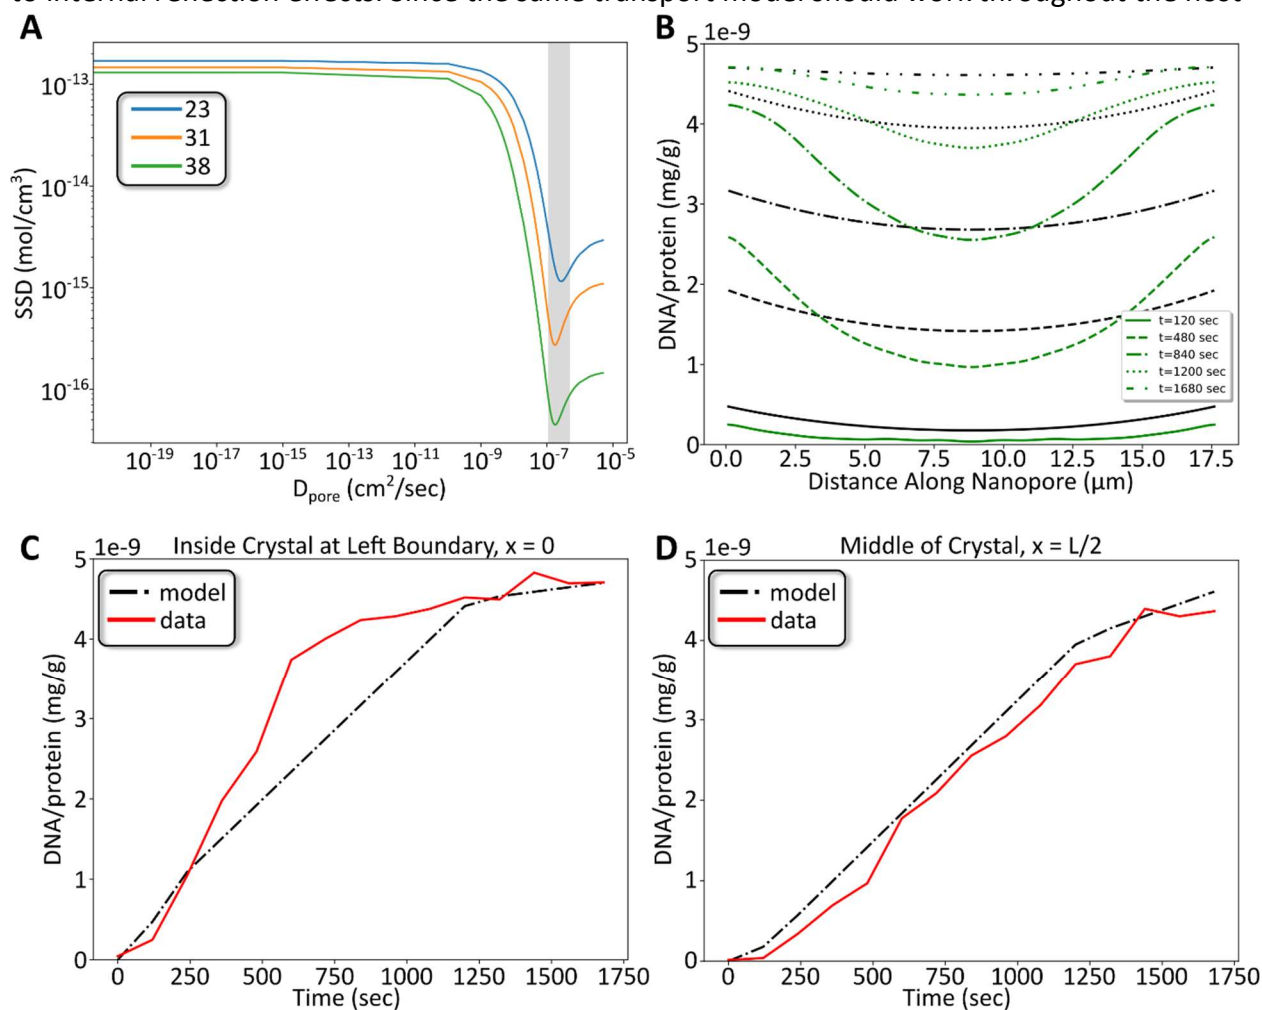 to internal reflection effects. Since the same transport model should work throughout the host
A
10⁻¹³
10⁻¹⁴
10⁻¹⁵
10⁻¹⁶
SSD (mol/cm³)
23
31
38
10⁻¹⁹ 10⁻¹⁷ 10⁻¹⁵ 10⁻¹³ 10⁻¹¹ 10⁻⁹ 10⁻⁷ 10⁻⁵
Dpore (cm²/sec)
B
1e-9
5
4
3
2
1
0
DNA/protein (mg/g)
t=120 sec
t=480 sec
t=840 sec
t=1200 sec
t=1680 sec
0.0 2.5 5.0 7.5 10.0 12.5 15.0 17.5
Distance Along Nanopore (µm)
C
1e-9
Inside Crystal at Left Boundary, x = 0
5
4
3
2
1
0
DNA/protein (mg/g)
model
data
0 250 500 750 1000 1250 1500 1750
Time (sec)
D
1e-9
Middle of Crystal, x = L/2
5
4
3
2
1
0
DNA/protein (mg/g)
model
data
0 250 500 750 1000 1250 1500 1750
Time (sec)